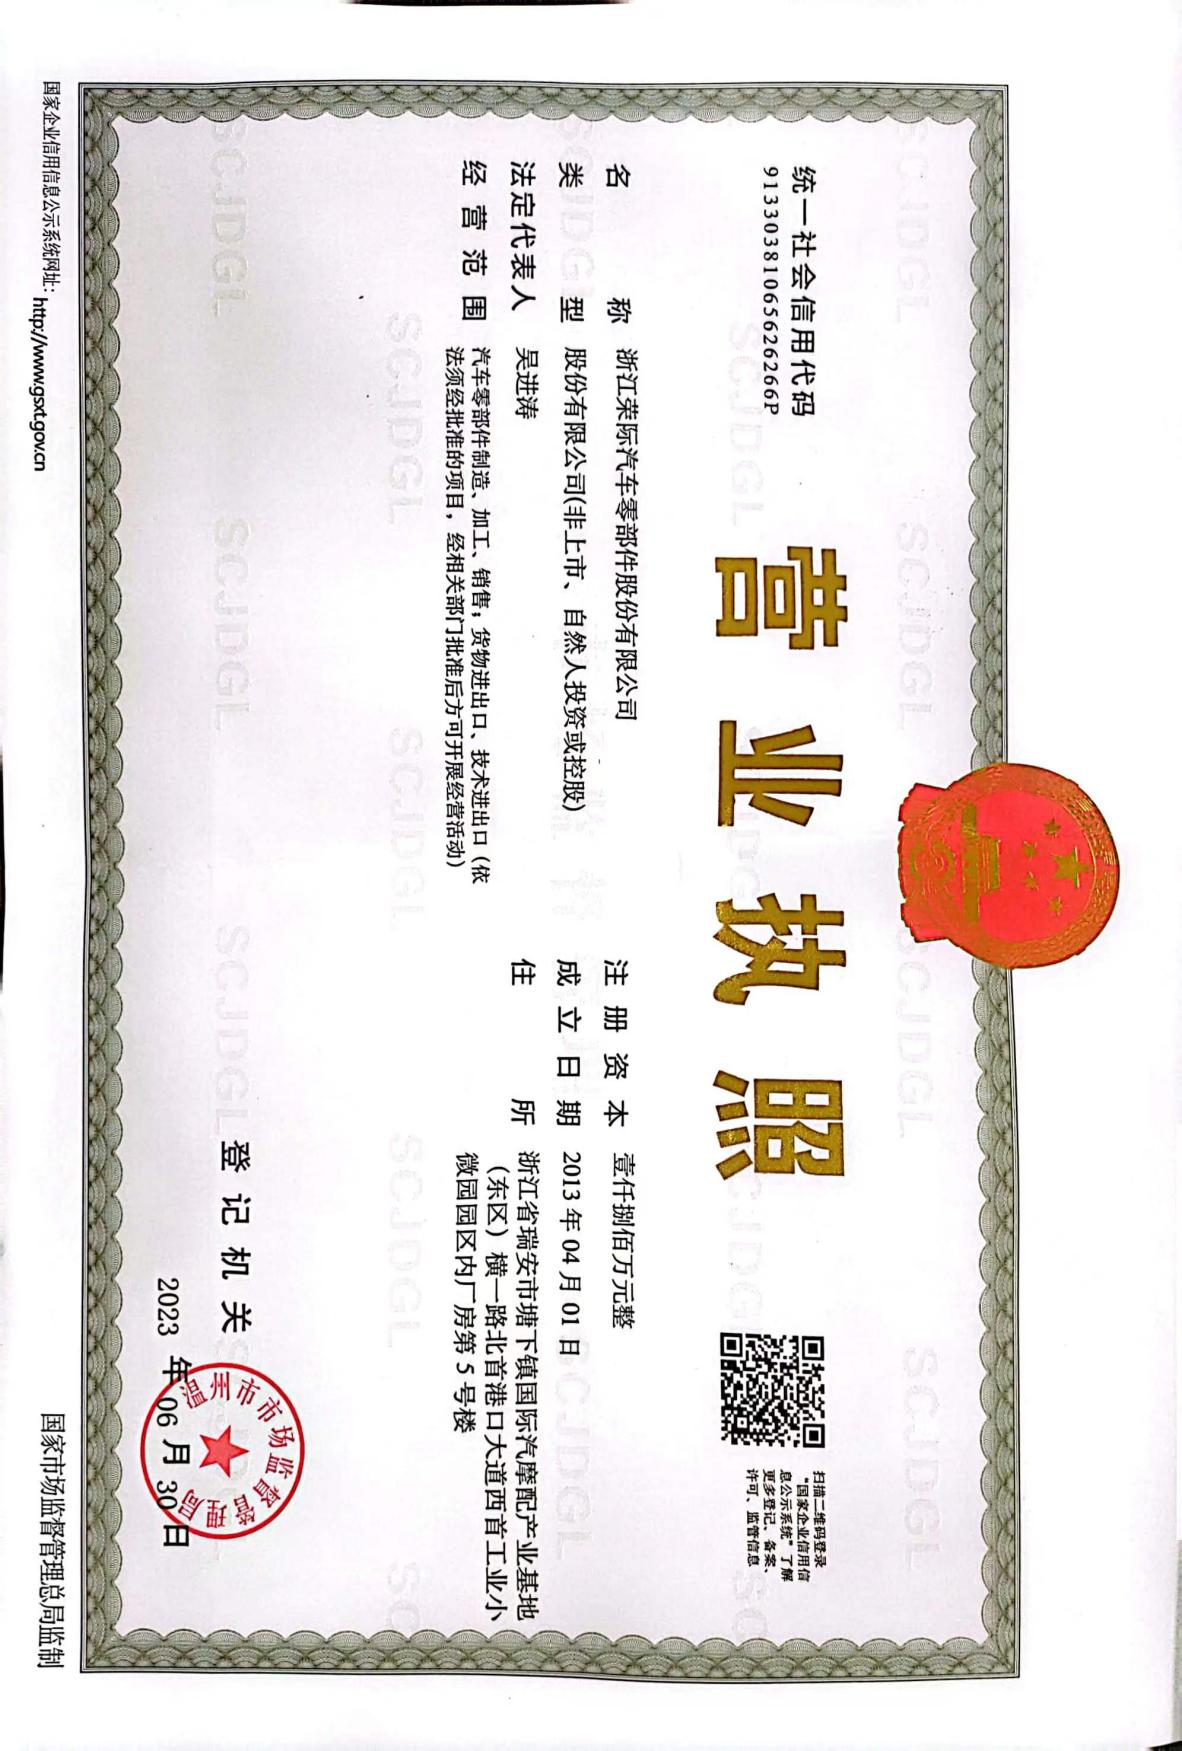 统一社会信用代码
91330381065626266P
营业执照
扫描二维码登录
“国家企业信用信
息公示系统”了解
更多登记、备案、
许可、监管信息
名称 浙江荣际汽车零部件股份有限公司
类型 股份有限公司(非上市、自然人投资或控股)
法定代表人 吴进涛
经营范围 汽车零部件制造、加工、销售；货物进出口、技术进出口（依
法须经批准的项目，经相关部门批准后方可开展经营活动）
注册资本 壹仟捌佰万元整
成立日期 2013年04月01日
住所 浙江省瑞安市塘下镇国际汽摩配产业基地
（东区）横一路北首港口大道西首工业小
微园园区内厂房第5号楼
登记机关
温州市市场监督管理局
2023年06月30日
国家企业信用信息公示系统网址：http://www.gsxt.gov.cn
国家市场监督管理总局监制
SCJDGL